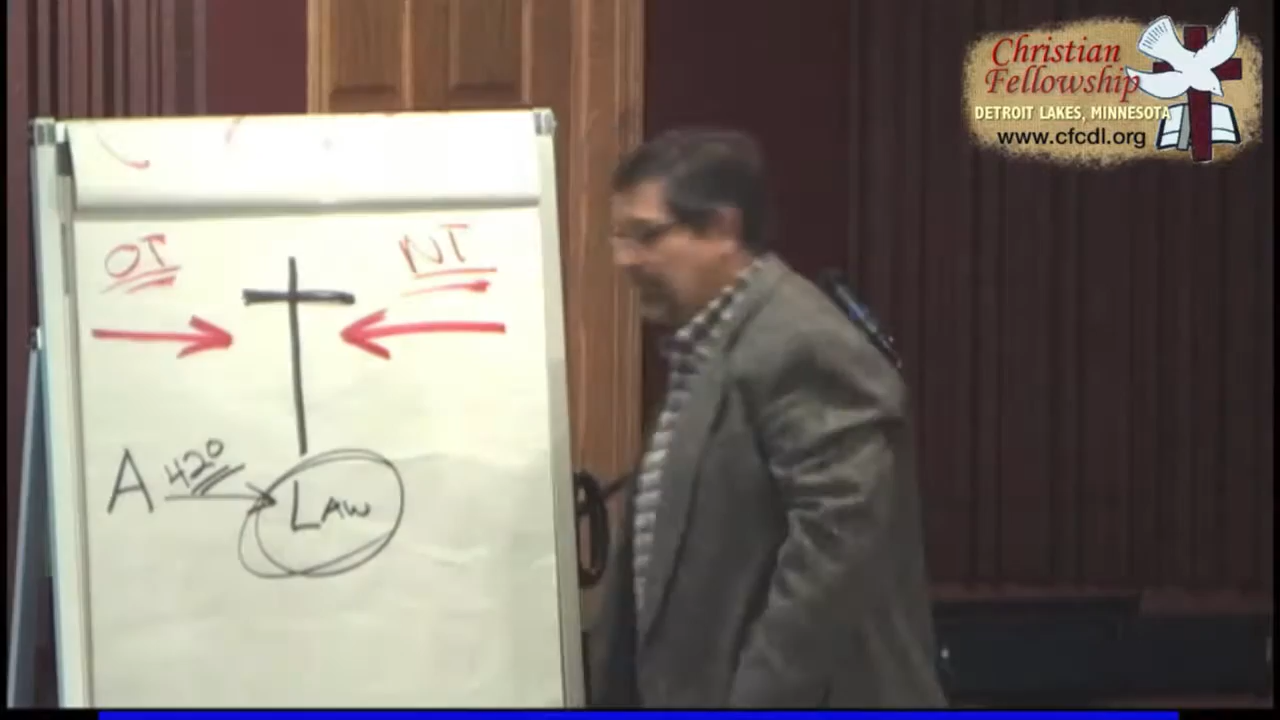 Christian
Fellowship
DETROIT LAKES, MINNESOTA
www.cfcdl.org
OT NT
A 420 LAW